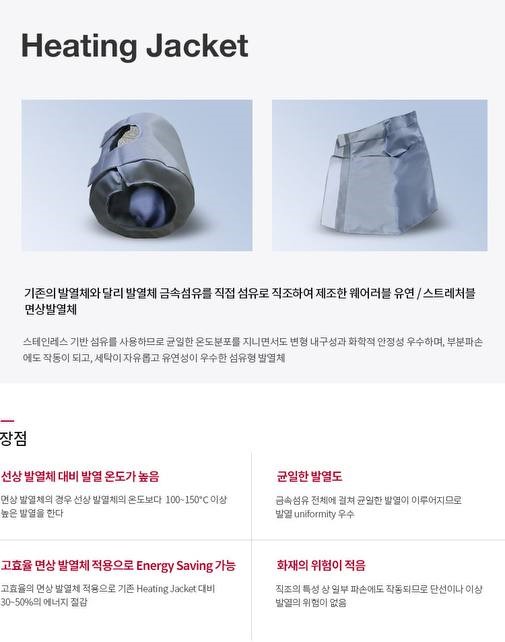 Heating Jacket
기존의 발열체와 달리 발열체 금속섬유를 직접 섬유로 직조하여 제조한 웨어러블 유연 / 스트레처블
면상발열체
스테인레스 기반 섬유를 사용하므로 균일한 온도분포를 지니면서도 변형 내구성과 화학적 안정성 우수하며, 부분파손
에도 작동이 되고, 세탁이 자유롭고 유연성이 우수한 섬유형 발열체
장점
선상 발열체 대비 발열 온도가 높음
면상 발열체의 경우 선상 발열체의 온도보다 100~150°C 이상
높은 발열을 한다
균일한 발열도
금속섬유 전체에 걸쳐 균일한 발열이 이루어지므로
발열 uniformity 우수
고효율 면상 발열체 적용으로 Energy Saving 가능
고효율의 면상 발열체 적용으로 기존 Heating Jacket 대비
30~50%의 에너지 절감
화재의 위험이 적음
직조의 특성 상 일부 파손에도 작동되므로 단선이나 이상
발열의 위험이 없음